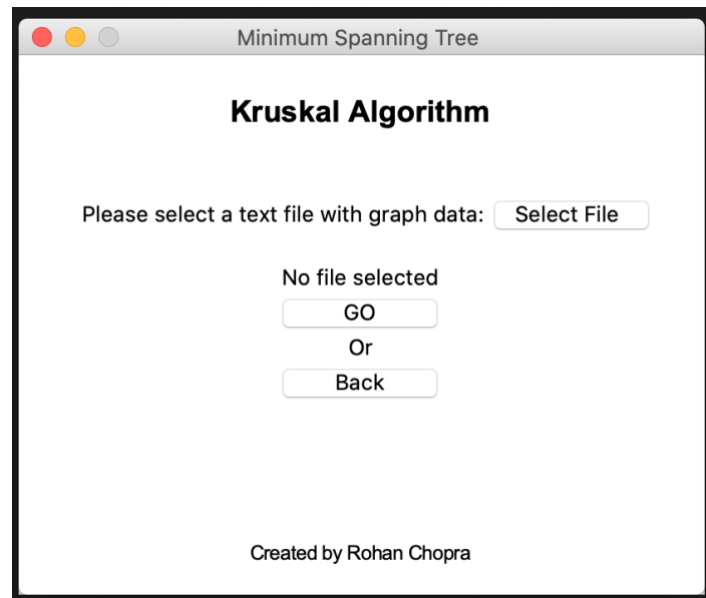 Minimum Spanning Tree
Kruskal Algorithm
Please select a text file with graph data: Select File
No file selected
GO
Or
Back
Created by Rohan Chopra